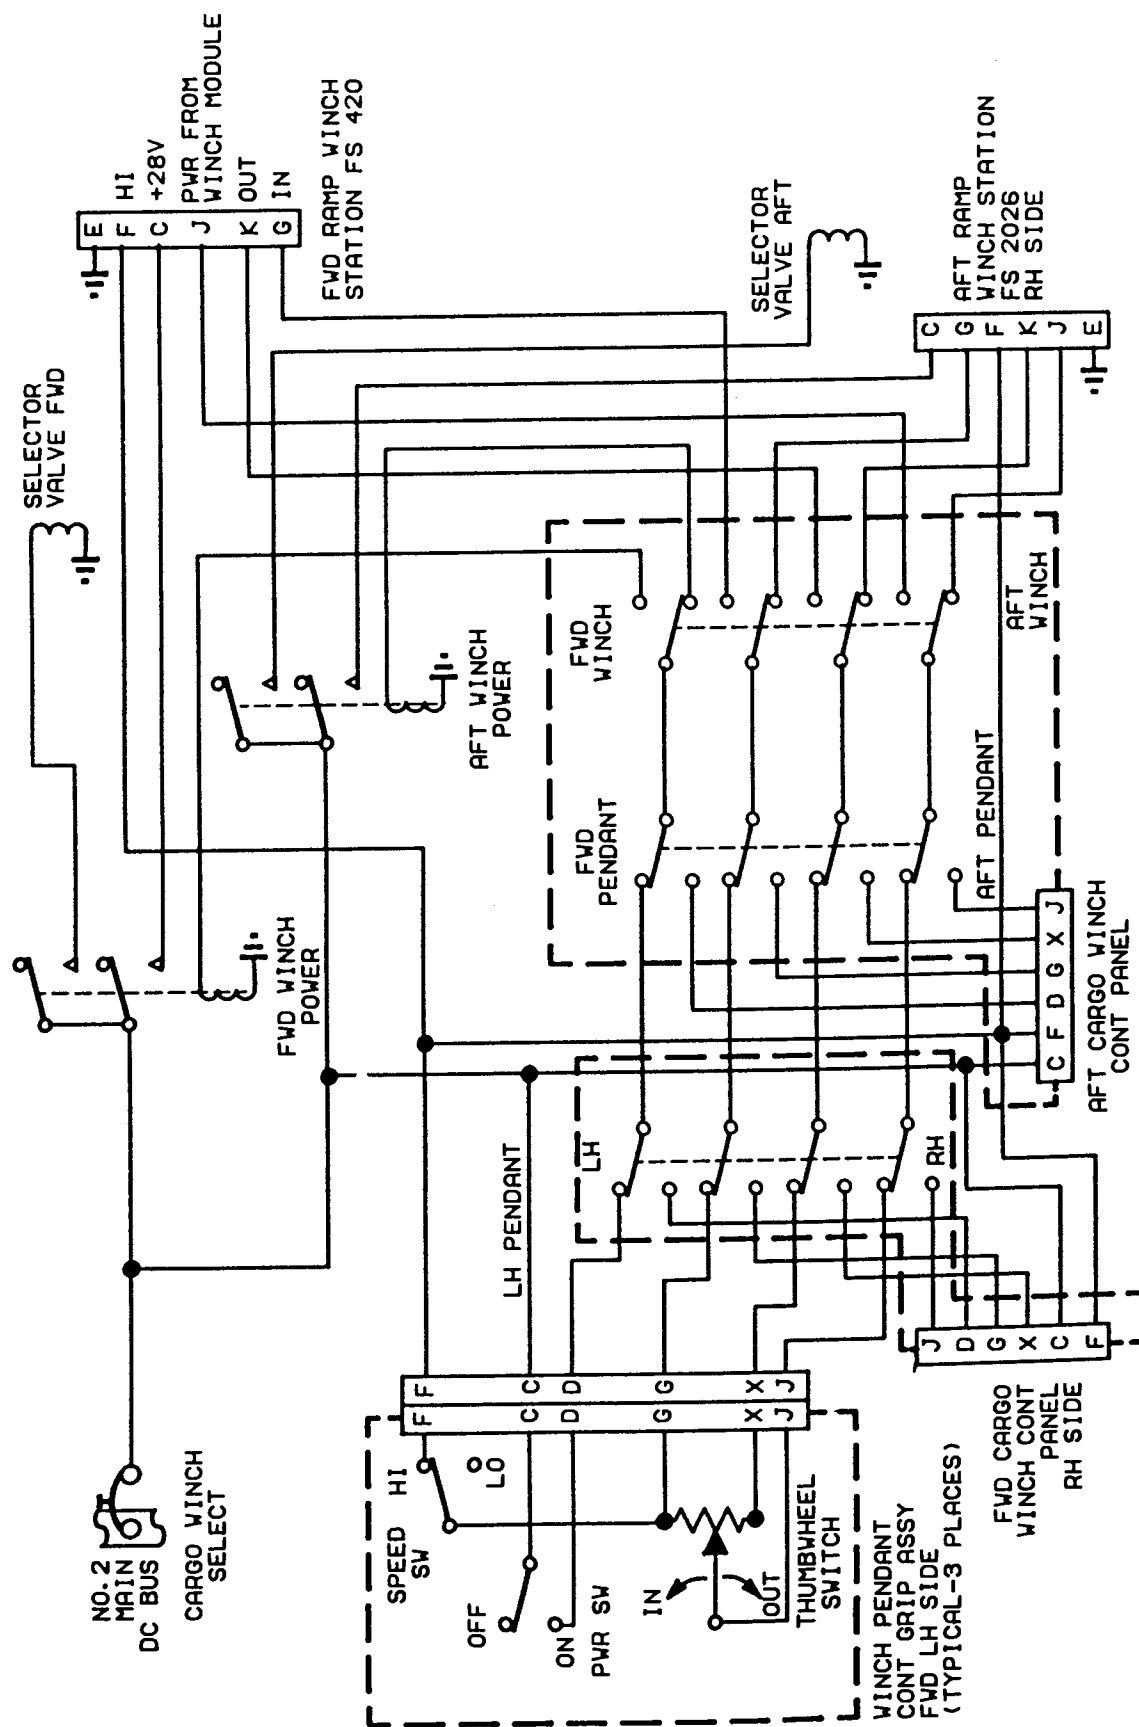 NO.2
MAIN
DC BUS
CARGO WINCH
SELECT
SELECTOR
VALVE FWD
FWD WINCH
POWER
AFT WINCH
POWER
E
F
C
J
K
G
HI
+28V
PWR FROM
WINCH MODULE
OUT
IN
FWD RAMP WINCH
STATION FS 420
SELECTOR
VALVE AFT
SPEED
SW
HI
LO
OFF
ON
PWR SW
IN
OUT
THUMBWHEEL
SWITCH
WINCH PENDANT
CONT GRIP ASSY
FWD LH SIDE
(TYPICAL-3 PLACES)
F
C
D
G
X
J
F
C
D
G
X
J
LH PENDANT
LH
RH
FWD
PENDANT
AFT PENDANT
FWD
WINCH
AFT
WINCH
J
D
G
X
C
F
FWD CARGO
WINCH CONT
PANEL
RH SIDE
C
F
D
G
X
J
AFT CARGO WINCH
CONT PANEL
C
G
F
K
J
E
AFT RAMP
WINCH STATION
FS 2026
RH SIDE